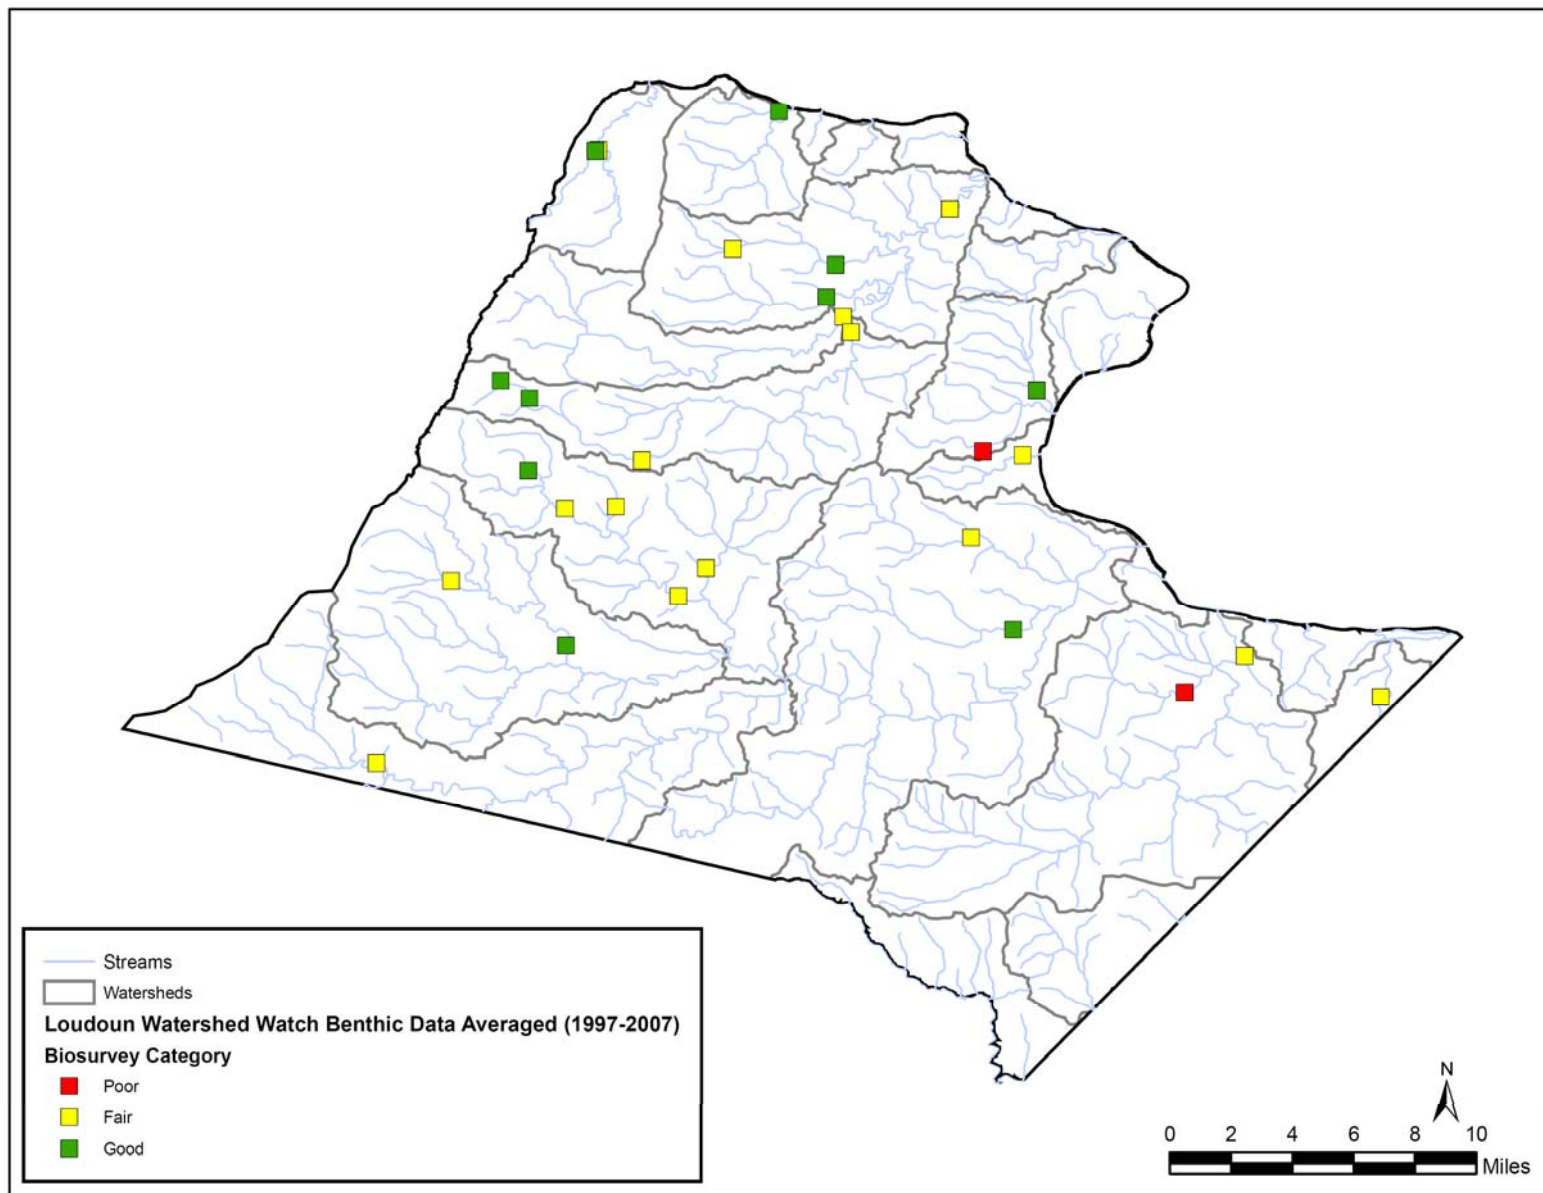 Streams
Watersheds
Loudoun Watershed Watch Benthic Data Averaged (1997-2007)
Biosurvey Category
Poor
Fair
Good
N
0 2 4 6 8 10
Miles